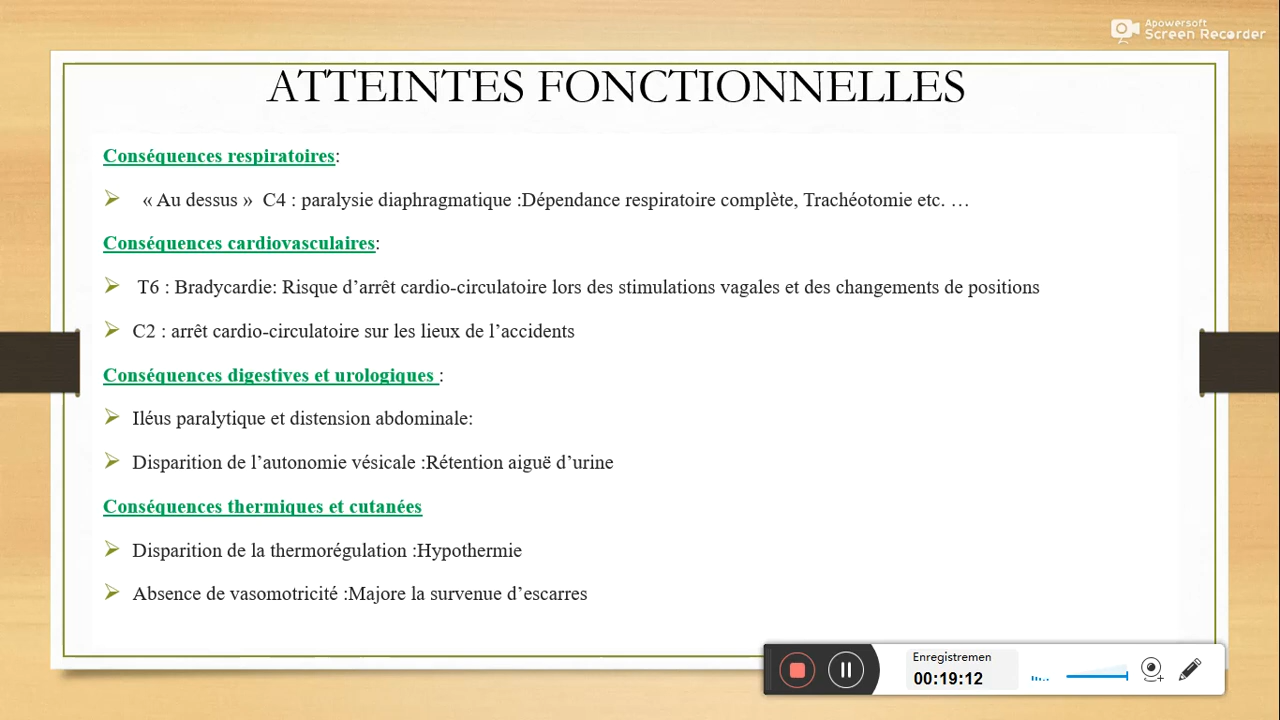 Apowersoft
Screen Recorder
ATTEINTES FONCTIONNELLES
Conséquences respiratoires:
« Au dessus »  C4 : paralysie diaphragmatique :Dépendance respiratoire complète, Trachéotomie etc. …
Conséquences cardiovasculaires:
T6 : Bradycardie: Risque d’arrêt cardio-circulatoire lors des stimulations vagales et des changements de positions
C2 : arrêt cardio-circulatoire sur les lieux de l’accidents
Conséquences digestives et urologiques :
Iléus paralytique et distension abdominale:
Disparition de l’autonomie vésicale :Rétention aiguë d’urine
Conséquences thermiques et cutanées
Disparition de la thermorégulation :Hypothermie
Absence de vasomotricité :Majore la survenue d’escarres
Enregistremen
00:19:12